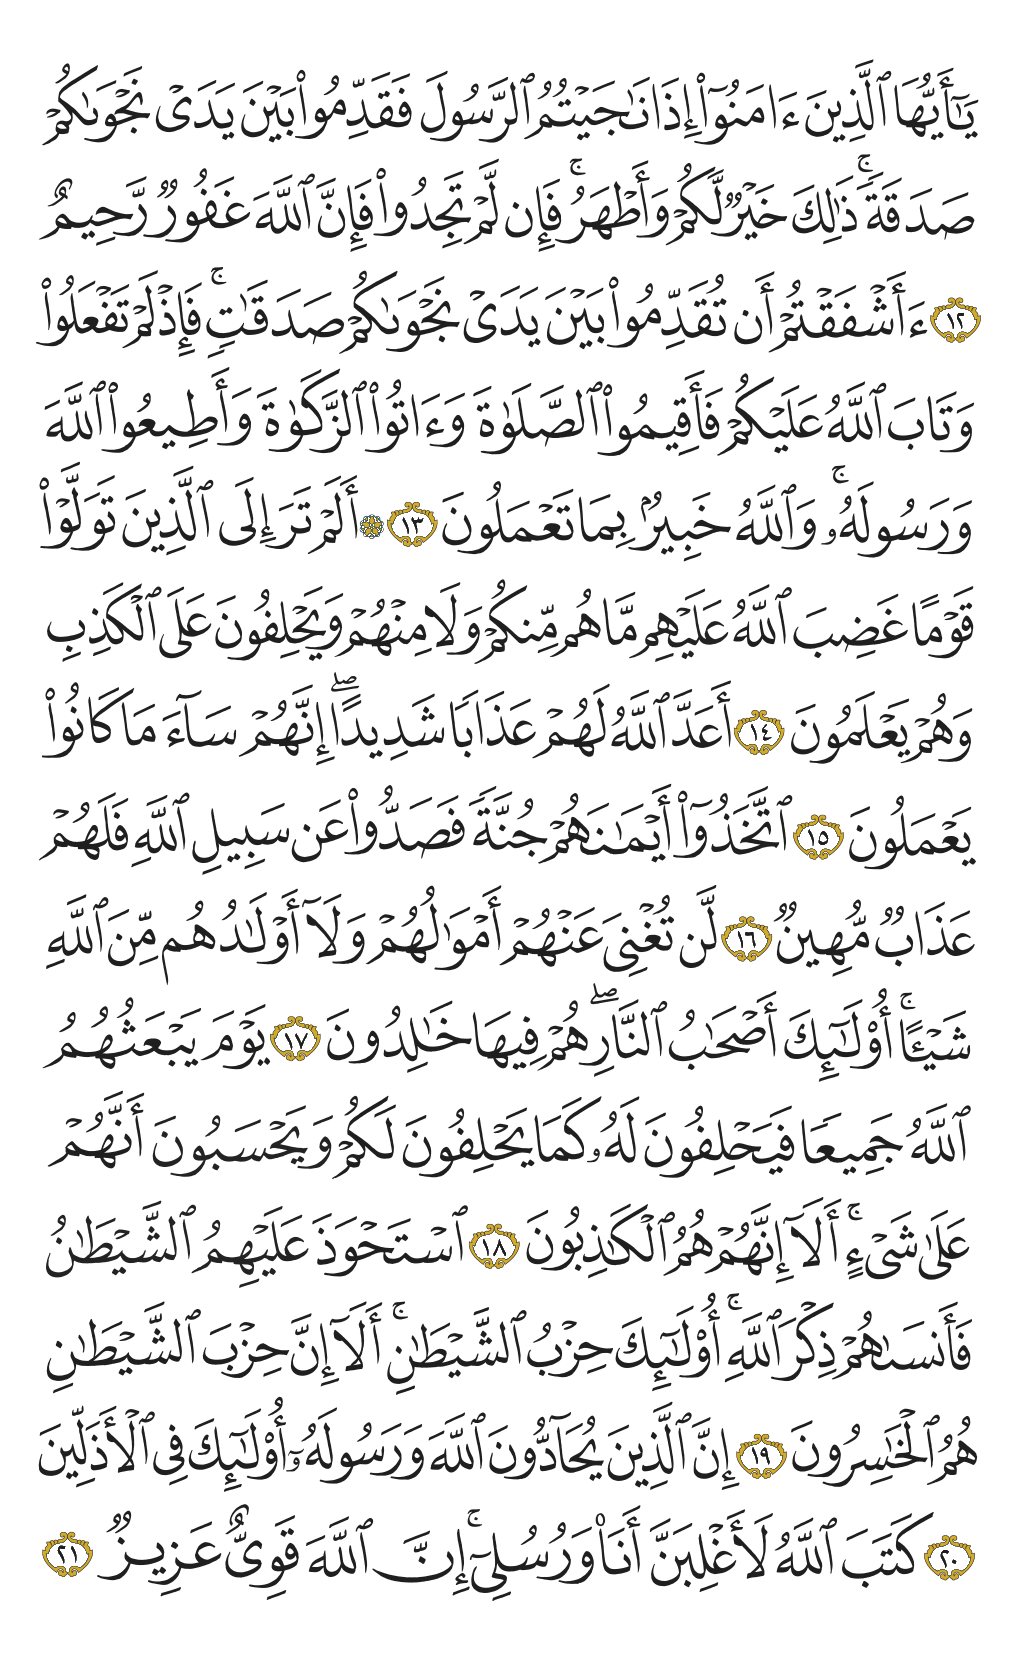 يَٰٓأَيُّهَا ٱلَّذِينَ ءَامَنُوٓا۟ إِذَا نَٰجَيْتُمُ ٱلرَّسُولَ فَقَدِّمُوا۟ بَيْنَ يَدَىْ نَجْوَىٰكُمْ
صَدَقَةً ۚ ذَٰلِكَ خَيْرٌ لَّكُمْ وَأَطْهَرُ ۚ فَإِن لَّمْ تَجِدُوا۟ فَإِنَّ ٱللَّهَ غَفُورٌ رَّحِيمٌ
١٢ ءَأَشْفَقْتُمْ أَن تُقَدِّمُوا۟ بَيْنَ يَدَىْ نَجْوَىٰكُمْ صَدَقَٰتٍ ۚ فَإِذْ لَمْ تَفْعَلُوا۟
وَتَابَ ٱللَّهُ عَلَيْكُمْ فَأَقِيمُوا۟ ٱلصَّلَوٰةَ وَءَاتُوا۟ ٱلزَّكَوٰةَ وَأَطِيعُوا۟ ٱللَّهَ
وَرَسُولَهُۥ ۚ وَٱللَّهُ خَبِيرٌۢ بِمَا تَعْمَلُونَ ١٣ ۞ أَلَمْ تَرَ إِلَى ٱلَّذِينَ تَوَلَّوْا۟
قَوْمًا غَضِبَ ٱللَّهُ عَلَيْهِم مَّا هُم مِّنكُمْ وَلَا مِنْهُمْ وَيَحْلِفُونَ عَلَى ٱلْكَذِبِ
وَهُمْ يَعْلَمُونَ ١٤ أَعَدَّ ٱللَّهُ لَهُمْ عَذَابًا شَدِيدًا ۖ إِنَّهُمْ سَآءَ مَا كَانُوا۟
يَعْمَلُونَ ١٥ ٱتَّخَذُوٓا۟ أَيْمَٰنَهُمْ جُنَّةً فَصَدُّوا۟ عَن سَبِيلِ ٱللَّهِ فَلَهُمْ
عَذَابٌ مُّهِينٌ ١٦ لَّن تُغْنِىَ عَنْهُمْ أَمْوَٰلُهُمْ وَلَآ أَوْلَٰدُهُم مِّنَ ٱللَّهِ
شَيْـًٔا ۚ أُو۟لَٰٓئِكَ أَصْحَٰبُ ٱلنَّارِ ۖ هُمْ فِيهَا خَٰلِدُونَ ١٧ يَوْمَ يَبْعَثُهُمُ
ٱللَّهُ جَمِيعًا فَيَحْلِفُونَ لَهُۥ كَمَا يَحْلِفُونَ لَكُمْ وَيَحْسَبُونَ أَنَّهُمْ
عَلَىٰ شَىْءٍ ۚ أَلَآ إِنَّهُمْ هُمُ ٱلْكَٰذِبُونَ ١٨ ٱسْتَحْوَذَ عَلَيْهِمُ ٱلشَّيْطَٰنُ
فَأَنسَىٰهُمْ ذِكْرَ ٱللَّهِ ۚ أُو۟لَٰٓئِكَ حِزْبُ ٱلشَّيْطَٰنِ ۚ أَلَآ إِنَّ حِزْبَ ٱلشَّيْطَٰنِ
هُمُ ٱلْخَٰسِرُونَ ١٩ إِنَّ ٱلَّذِينَ يُحَآدُّونَ ٱللَّهَ وَرَسُولَهُۥٓ أُو۟لَٰٓئِكَ فِى ٱلْأَذَلِّينَ
٢٠ كَتَبَ ٱللَّهُ لَأَغْلِبَنَّ أَنَا۠ وَرُسُلِىٓ ۚ إِنَّ ٱللَّهَ قَوِىٌّ عَزِيزٌ ٢١